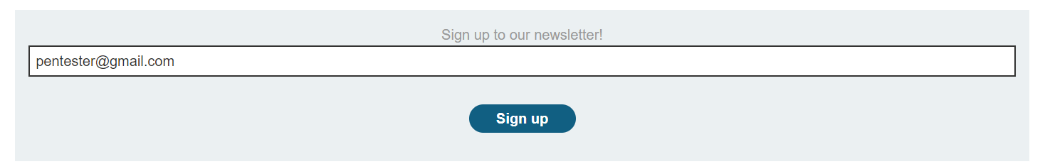 Sign up to our newsletter!
pentester@gmail.com
Sign up